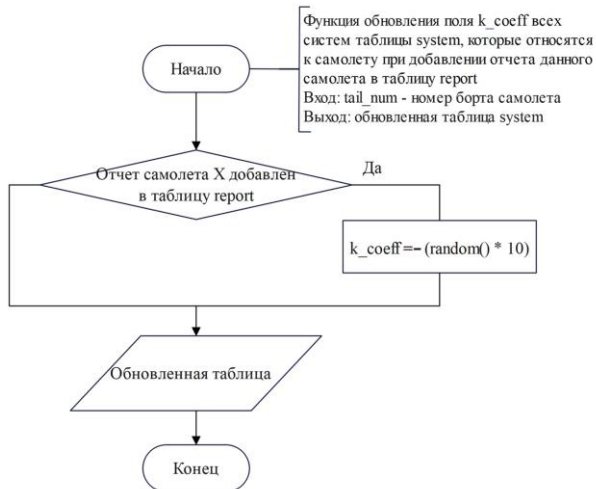 Функция обновления поля k_coeff всех
систем таблицы system, которые относятся
к самолету при добавлении отчета данного
самолета в таблицу report
Вход: tail_num - номер борта самолета
Выход: обновленная таблица system
Начало
Отчет самолета X добавлен
в таблицу report
Да
k_coeff =− (random() * 10)
Обновленная таблица
Конец